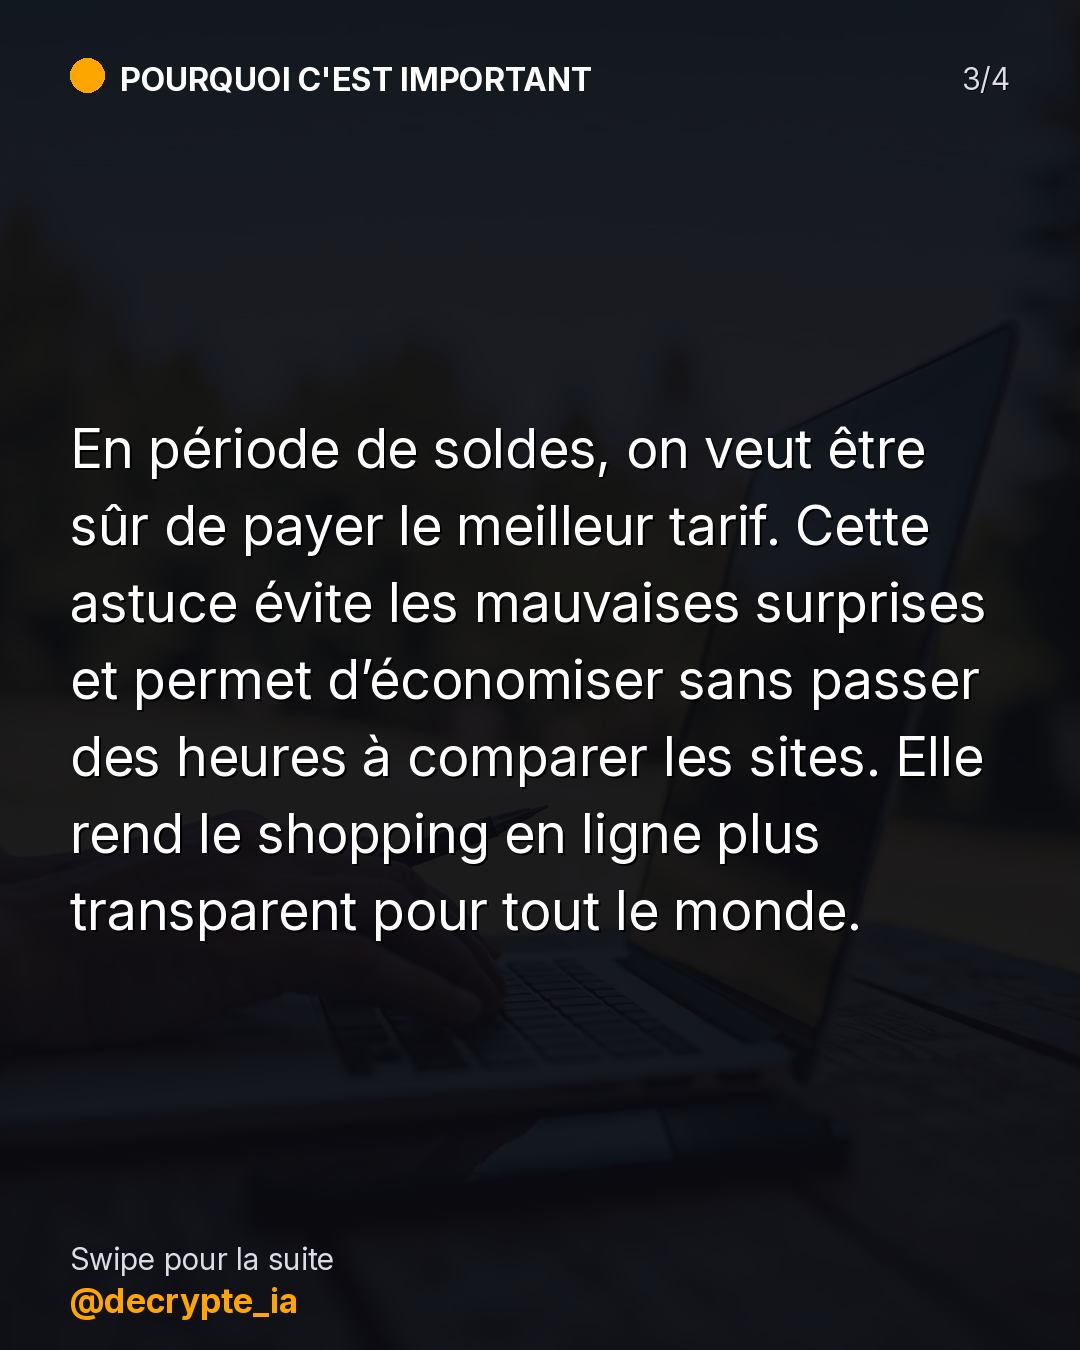 POURQUOI C'EST IMPORTANT
3/4
En période de soldes, on veut être
sûr de payer le meilleur tarif. Cette
astuce évite les mauvaises surprises
et permet d’économiser sans passer
des heures à comparer les sites. Elle
rend le shopping en ligne plus
transparent pour tout le monde.
Swipe pour la suite
@decrypte_ia